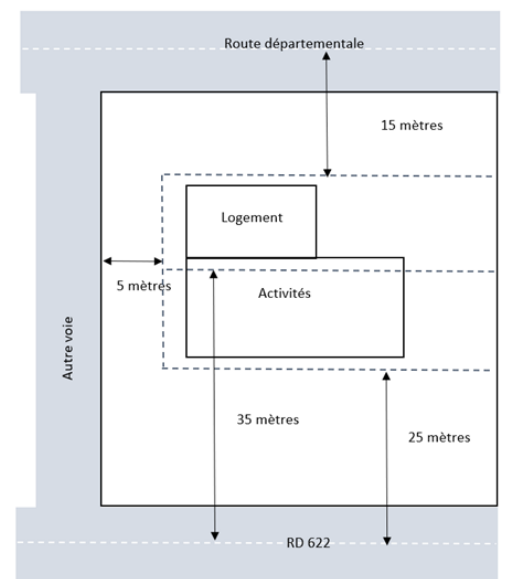 Route départementale
15 mètres
Logement
5 mètres
Activités
Autre voie
35 mètres
25 mètres
RD 622